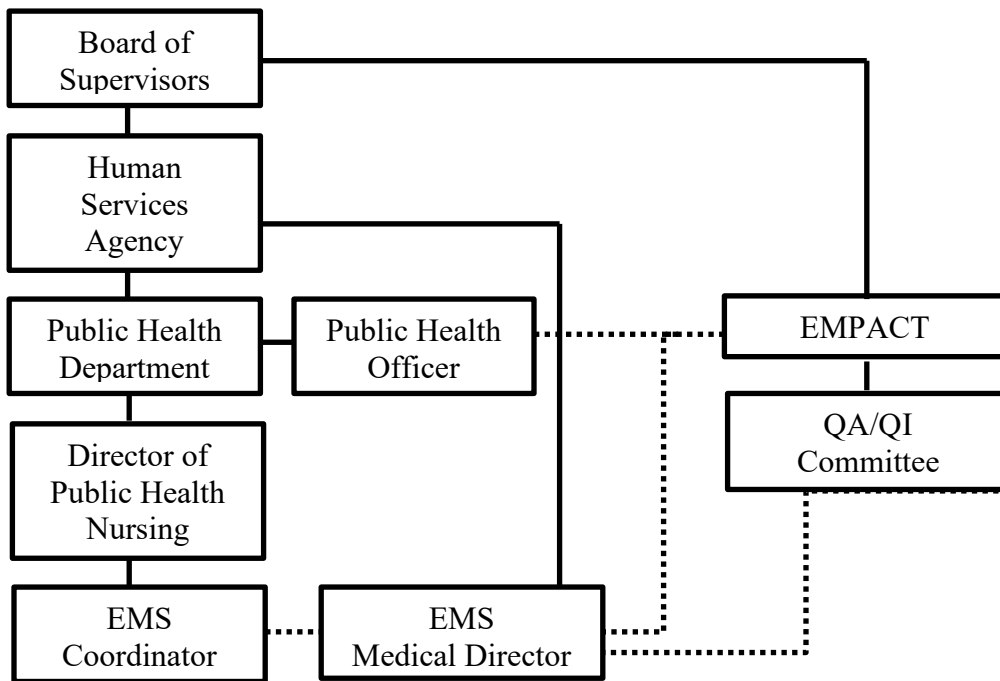 Board of
Supervisors
Human
Services
Agency
Public Health
Department
Public Health
Officer
EMPACT
QA/QI
Committee
Director of
Public Health
Nursing
EMS
Coordinator
EMS
Medical Director